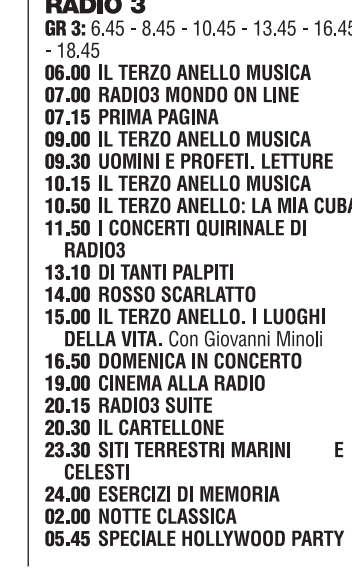 RADIO 3
GR 3: 6.45 - 8.45 - 10.45 - 13.45 - 16.45
- 18.45
06.00 IL TERZO ANELLO MUSICA
07.00 RADIO3 MONDO ON LINE
07.15 PRIMA PAGINA
09.00 IL TERZO ANELLO MUSICA
09.30 UOMINI E PROFETI. LETTURE
10.15 IL TERZO ANELLO MUSICA
10.50 IL TERZO ANELLO: LA MIA CUBA
11.50 I CONCERTI QUIRINALE DI
RADIO3
13.10 DI TANTI PALPITI
14.00 ROSSO SCARLATTO
15.00 IL TERZO ANELLO. I LUOGHI
DELLA VITA. Con Giovanni Minoli
16.50 DOMENICA IN CONCERTO
19.00 CINEMA ALLA RADIO
20.15 RADIO3 SUITE
20.30 IL CARTELLONE
23.30 SITI TERRESTRI MARINI E
CELESTI
24.00 ESERCIZI DI MEMORIA
02.00 NOTTE CLASSICA
05.45 SPECIALE HOLLYWOOD PARTY